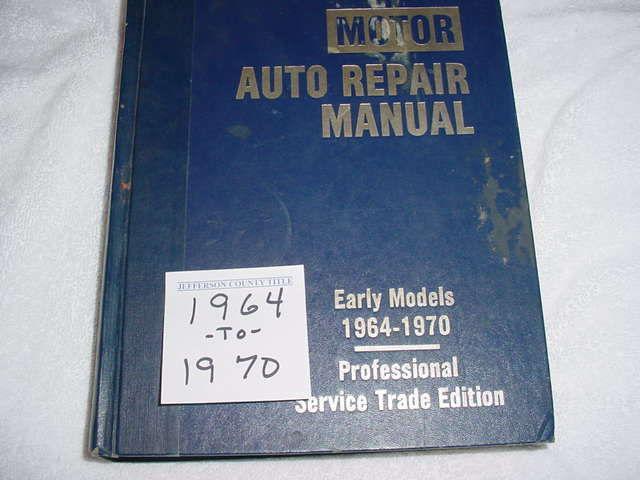 MOTOR
AUTO REPAIR
MANUAL
Early Models
1964-1970
Professional
Service Trade Edition
JEFFERSON COUNTY TITLE
1964
-TO-
1970